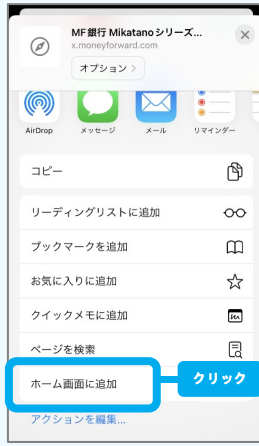 MF銀行 Mikatanoシリーズ...
x.moneyforward.com
オプション >
AirDrop
メッセージ
メール
リマインダー
コピー
リーディングリストに追加
ブックマークを追加
お気に入りに追加
クイックメモに追加
ページを検索
ホーム画面に追加
クリック
アクションを編集...